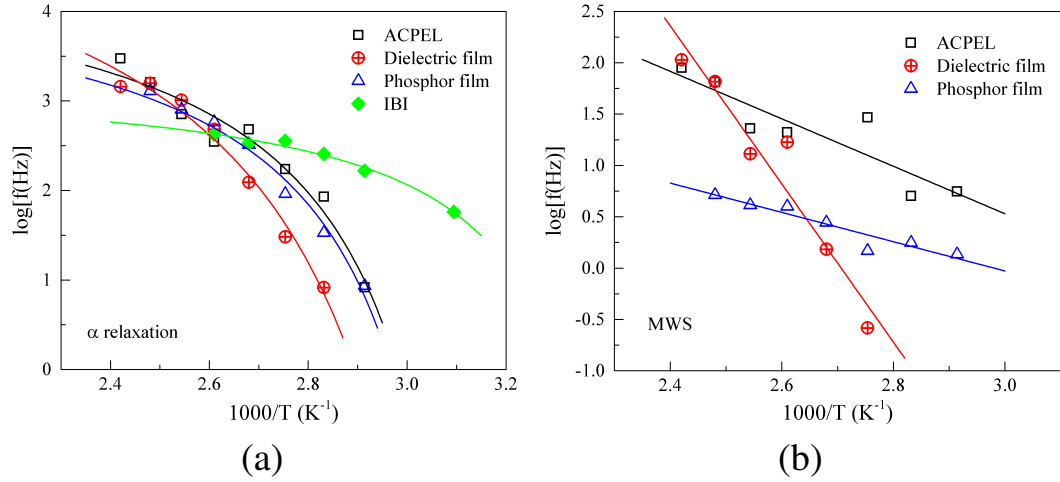 ACPEL
Dielectric film
Phosphor film
IBI
log[f(Hz)]
4
3
2
1
0
α relaxation
2.4
2.6
2.8
3.0
3.2
1000/T (K⁻¹)
(a)
ACPEL
Dielectric film
Phosphor film
log[f(Hz)]
2.5
2.0
1.5
1.0
0.5
0.0
-0.5
-1.0
MWS
2.4
2.6
2.8
3.0
1000/T (K⁻¹)
(b)